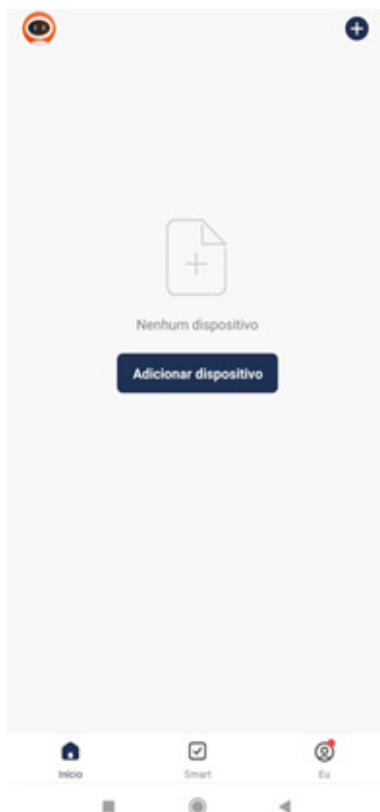 Nenhum dispositivo
Adicionar dispositivo
Início
Smart
Eu